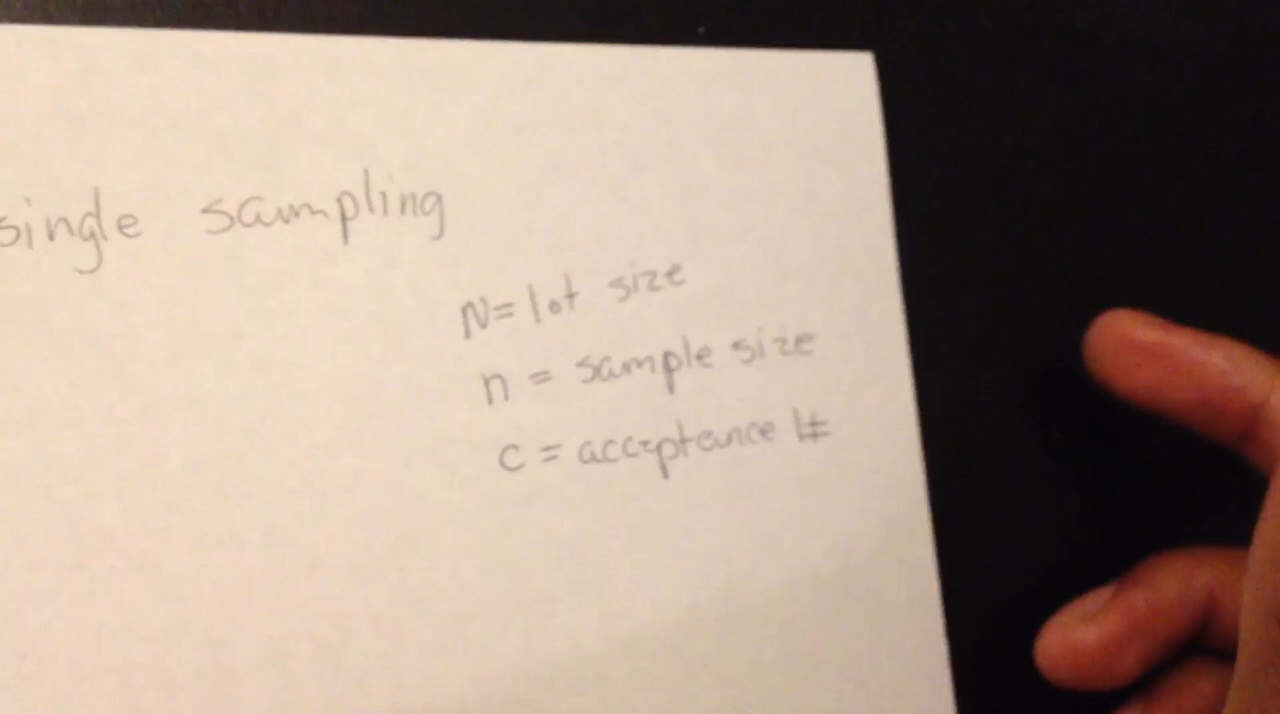 single sampling
N= lot size
n = sample size
c = acceptance #